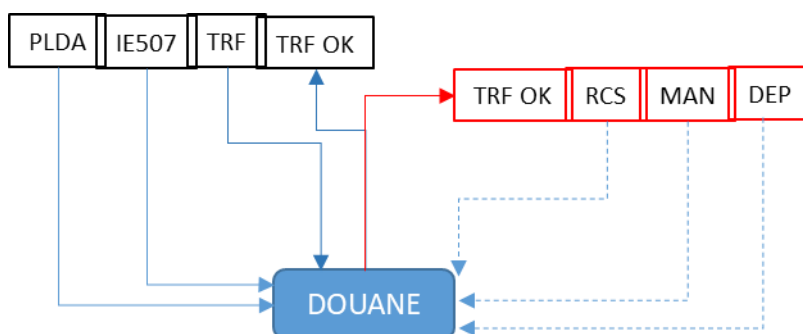 PLDA IE507 TRF TRF OK
TRF OK RCS MAN DEP
DOUANE